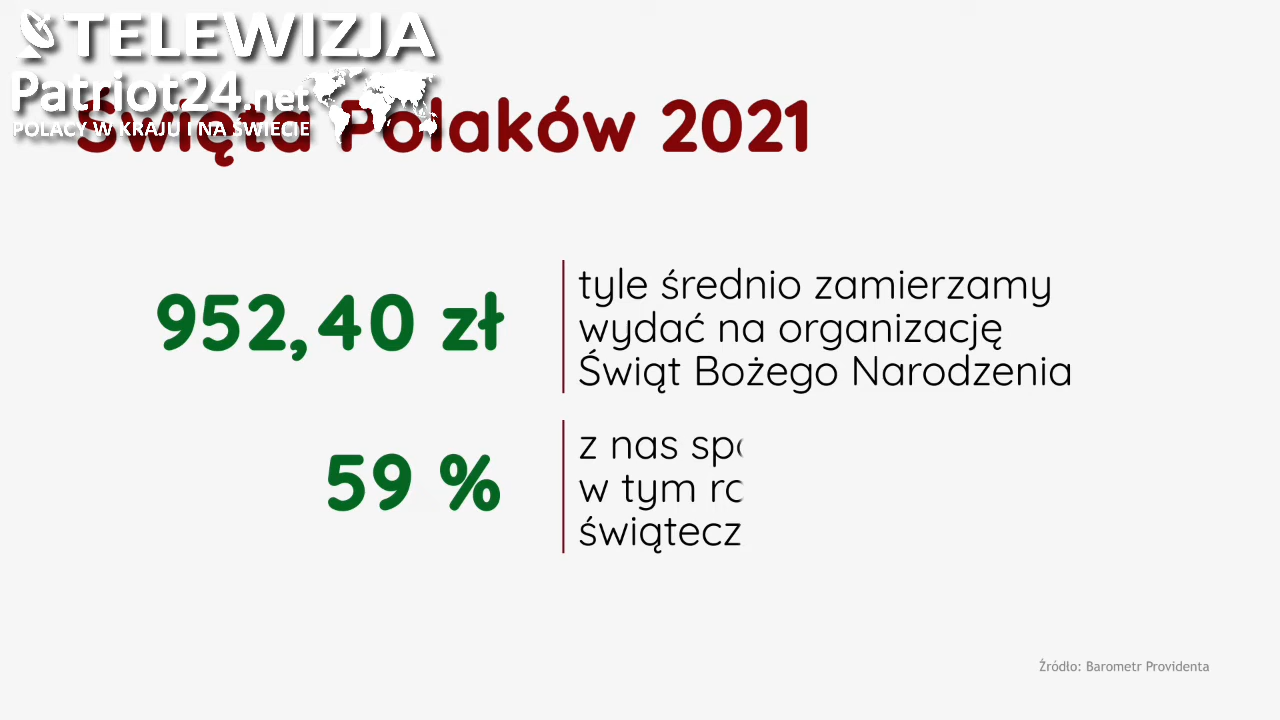 TELEWIZJA
Patriot24.net
POLACY W KRAJU I NA ŚWIECIE
Święta Polaków 2021
952,40 zł
tyle średnio zamierzamy
wydać na organizację
Świąt Bożego Narodzenia
59 %
z nas
w tym
Źródło: Barometr Providenta